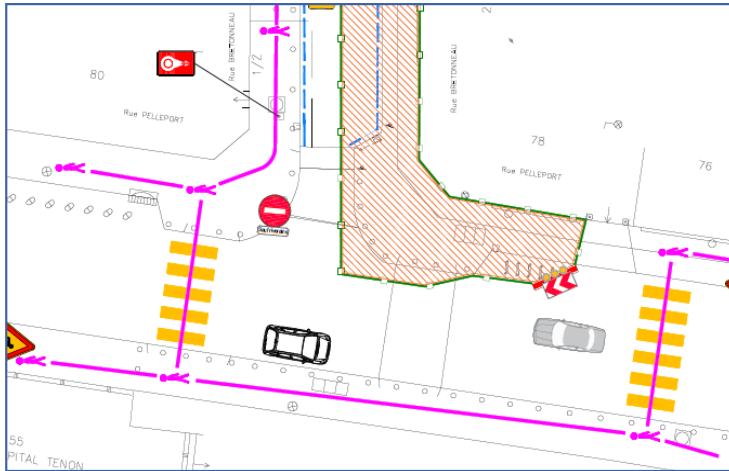 Rue BRETONNEAU
2
Rue BRETONNEAU
1/2
80
Rue PELLEPORT
78
Rue PELLEPORT
76
55
PITAL TENON